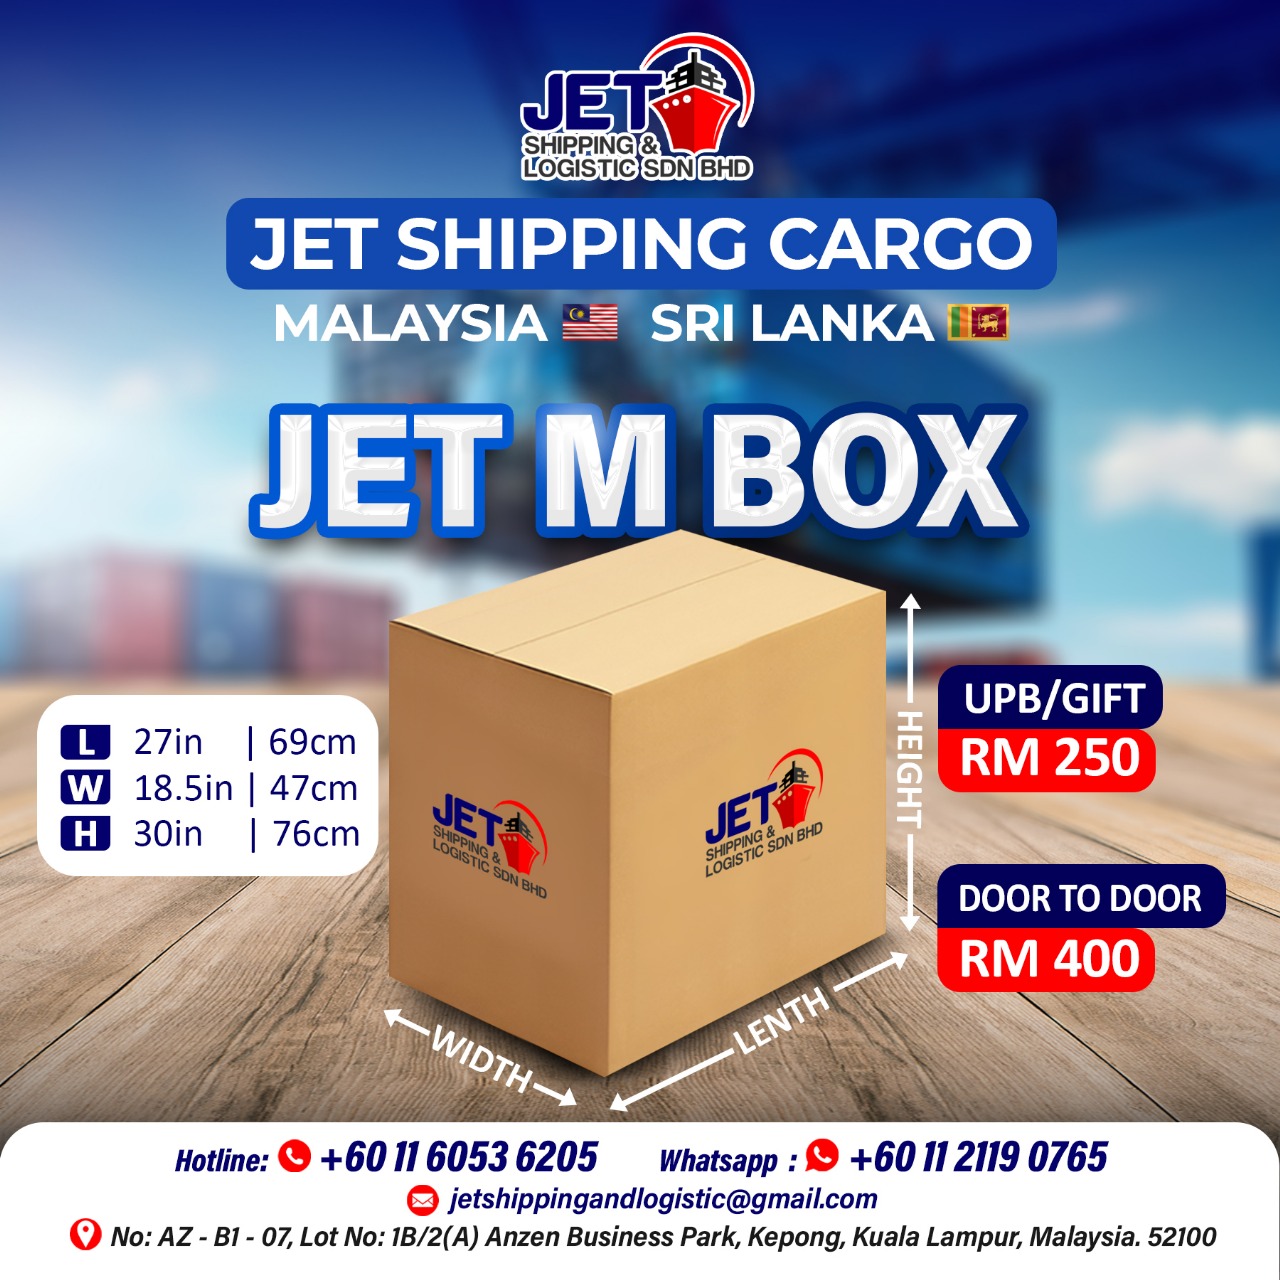 JET
SHIPPING &
LOGISTIC SDN BHD
JET SHIPPING CARGO
MALAYSIA SRI LANKA
JET M BOX
L 27in | 69cm
W 18.5in | 47cm
H 30in | 76cm
JET
SHIPPING &
LOGISTIC SDN BHD
JET
SHIPPING &
LOGISTIC SDN BHD
HEIGHT
WIDTH
LENTH
UPB/GIFT
RM 250
DOOR TO DOOR
RM 400
Hotline: +60 11 6053 6205 Whatsapp : +60 11 2119 0765
jetshippingandlogistic@gmail.com
No: AZ - B1 - 07, Lot No: 1B/2(A) Anzen Business Park, Kepong, Kuala Lampur, Malaysia. 52100